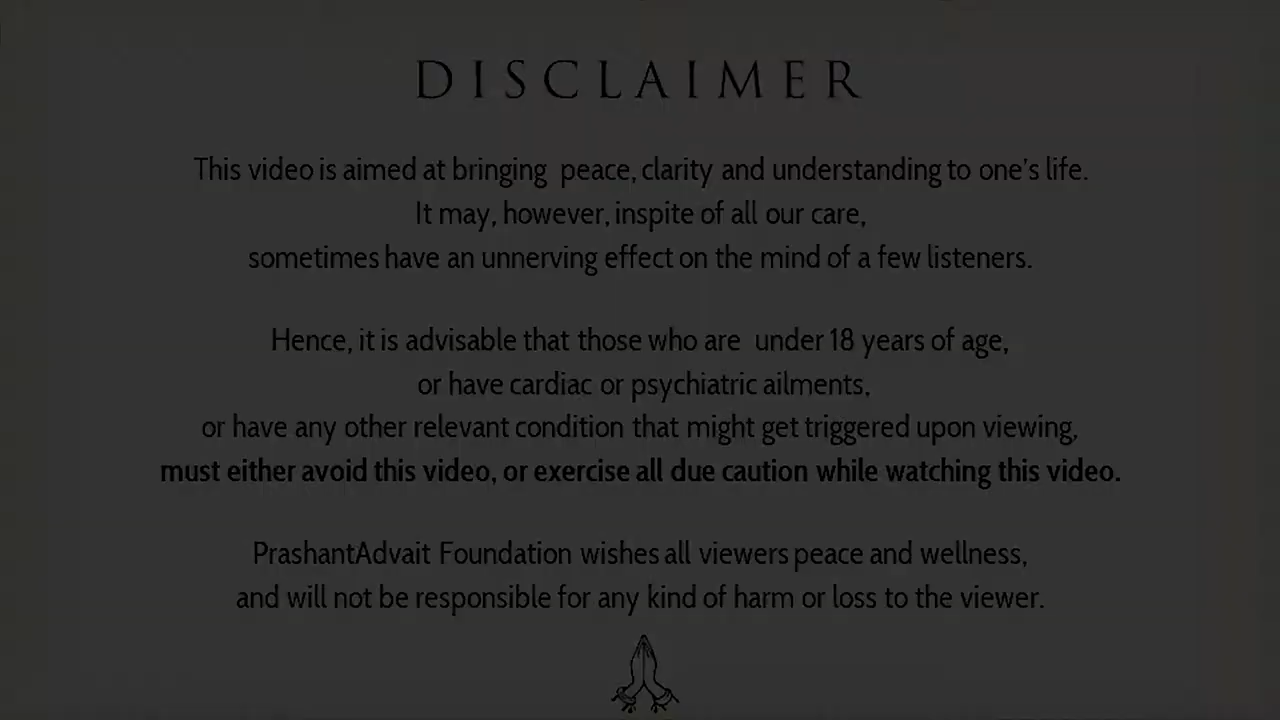 DISCLAIMER
This video is aimed at bringing peace, clarity and understanding to one's life.
It may, however, inspite of all our care,
sometimes have an unnerving effect on the mind of a few listeners.
Hence, it is advisable that those who are under 18 years of age,
or have cardiac or psychiatric ailments,
or have any other relevant condition that might get triggered upon viewing,
must either avoid this video, or exercise all due caution while watching this video.
PrashantAdvait Foundation wishes all viewers peace and wellness,
and will not be responsible for any kind of harm or loss to the viewer.